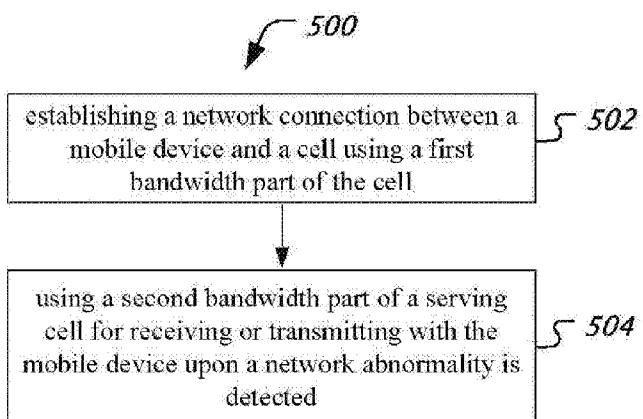 500
establishing a network connection between a
mobile device and a cell using a first
bandwidth part of the cell
502
using a second bandwidth part of a serving
cell for receiving or transmitting with the
mobile device upon a network abnormality is
detected
504